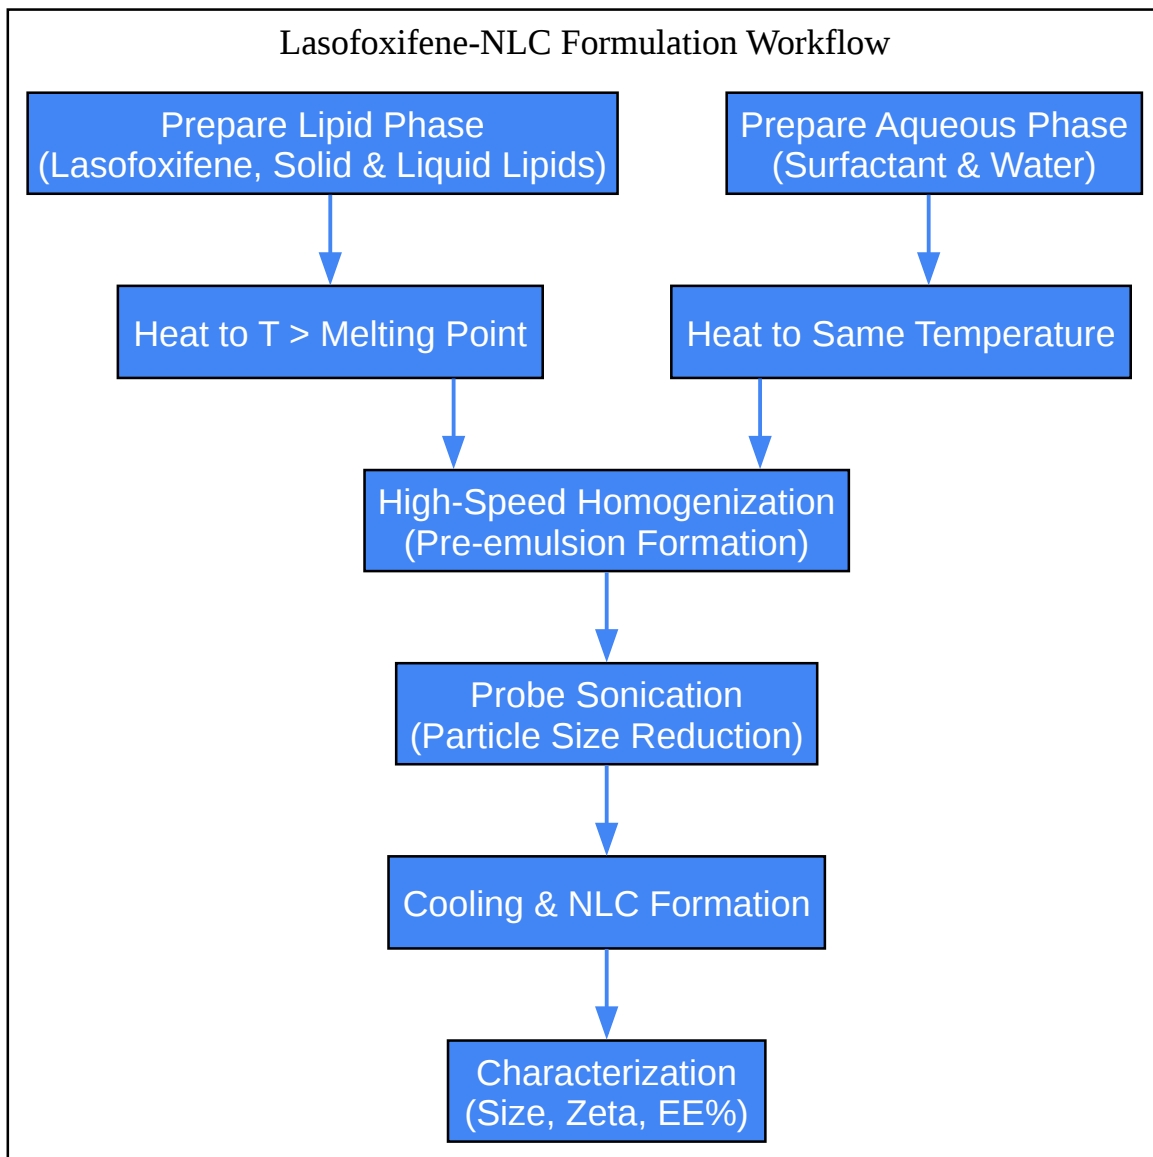 Lasofoxifene-NLC Formulation Workflow
Prepare Lipid Phase
(Lasofoxifene, Solid & Liquid Lipids)
Prepare Aqueous Phase
(Surfactant & Water)
Heat to T > Melting Point
Heat to Same Temperature
High-Speed Homogenization
(Pre-emulsion Formation)
Probe Sonication
(Particle Size Reduction)
Cooling & NLC Formation
Characterization
(Size, Zeta, EE%)